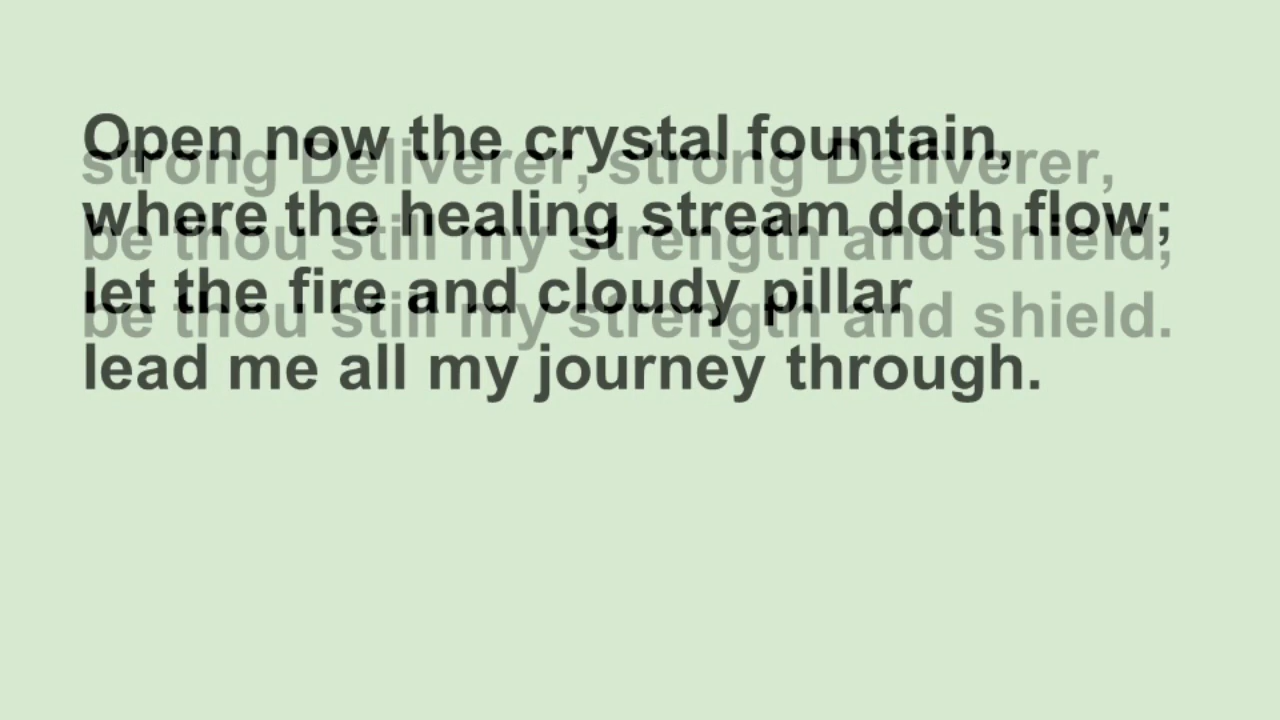 Open now the crystal fountain,
strong Deliverer, strong Deliverer,
where the healing stream doth flow;
be thou still my strength and shield;
let the fire and cloudy pillar
be thou still my strength and shield.
lead me all my journey through.